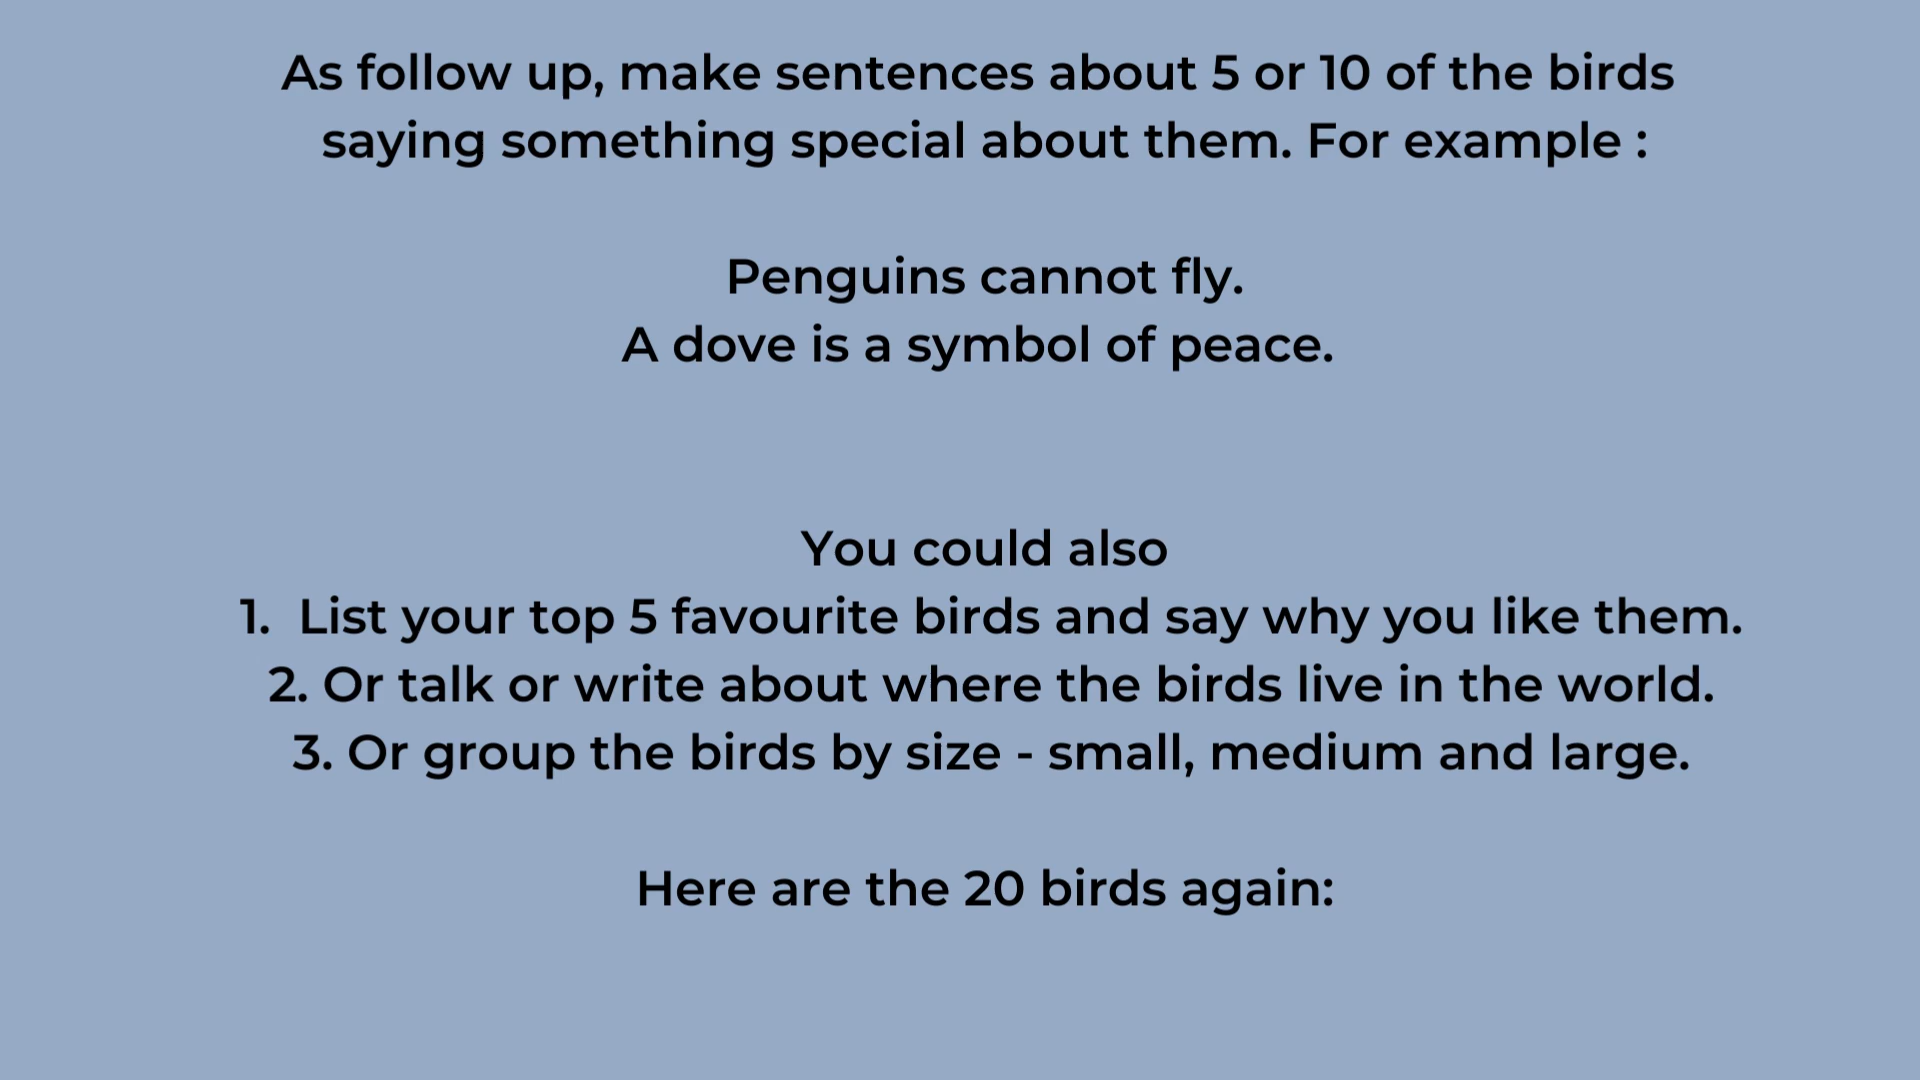 As follow up, make sentences about 5 or 10 of the birds
saying something special about them. For example :
Penguins cannot fly.
A dove is a symbol of peace.
You could also
1. List your top 5 favourite birds and say why you like them.
2. Or talk or write about where the birds live in the world.
3. Or group the birds by size - small, medium and large.
Here are the 20 birds again: